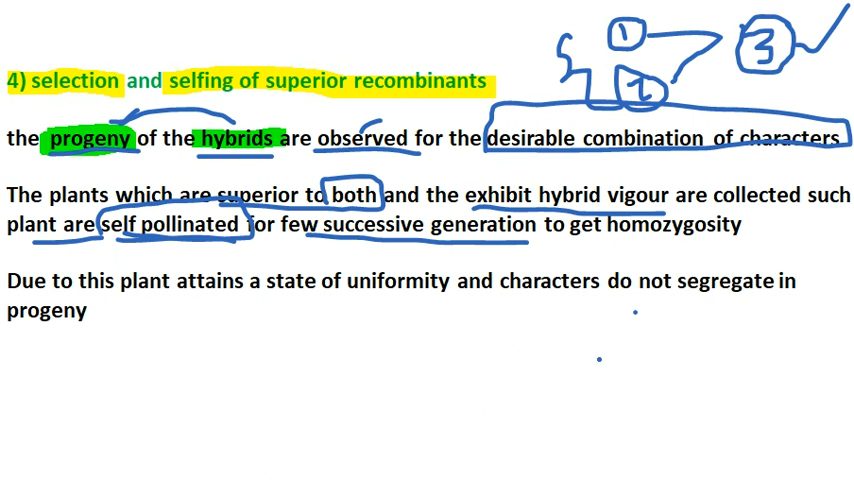 1
3
2
4) selection and selfing of superior recombinants
the progeny of the hybrids are observed for the desirable combination of characters
The plants which are superior to both and the exhibit hybrid vigour are collected such
plant are self pollinated for few successive generation to get homozygosity
Due to this plant attains a state of uniformity and characters do not segregate in
progeny